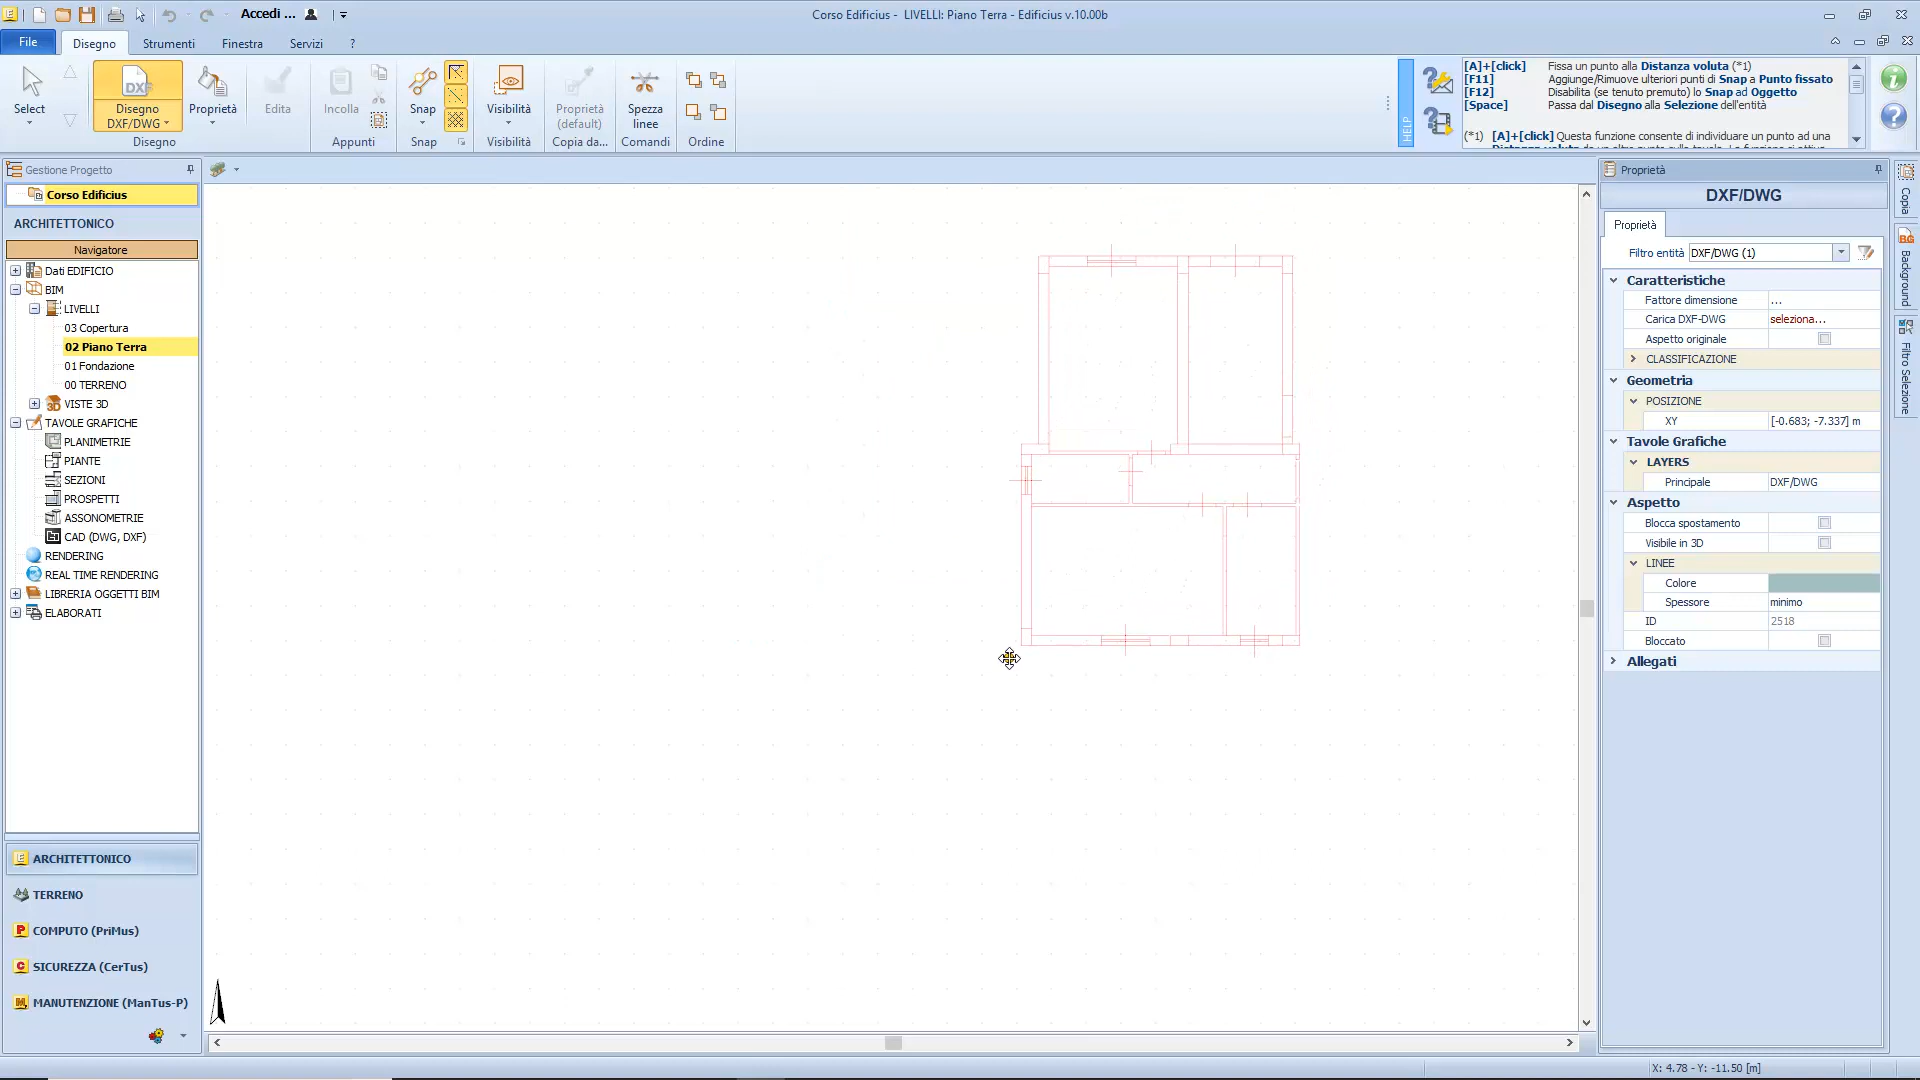 Accedi ...
Corso Edificius - LIVELLI: Piano Terra - Edificius v.10.00b
File
Disegno
Strumenti
Finestra
Servizi
?
Select
DXF
Disegno
DXF/DWG
Proprietà
Edita
Disegno
Incolla
Appunti
Snap
Snap
Visibilità
Visibilità
Proprietà
(default)
Copia da...
Spezza
linee
Comandi
Ordine
HELP
[A]+[click] Fissa un punto alla Distanza voluta (*1)
[F11] Aggiunge/Rimuove ulteriori punti di Snap a Punto fissato
[F12] Disabilita (se tenuto premuto) lo Snap ad Oggetto
[Space] Passa dal Disegno alla Selezione dell'entità
(*1) [A]+[click] Questa funzione consente di individuare un punto ad una
Gestione Progetto
Corso Edificius
ARCHITETTONICO
Navigatore
Dati EDIFICIO
BIM
LIVELLI
03 Copertura
02 Piano Terra
01 Fondazione
00 TERRENO
VISTE 3D
TAVOLE GRAFICHE
PLANIMETRIE
PIANTE
SEZIONI
PROSPETTI
ASSONOMETRIE
CAD (DWG, DXF)
RENDERING
REAL TIME RENDERING
LIBRERIA OGGETTI BIM
ELABORATI
ARCHITETTONICO
TERRENO
COMPUTO (PriMus)
SICUREZZA (CerTus)
MANUTENZIONE (ManTus-P)
Proprietà
DXF/DWG
Proprietà
Filtro entità DXF/DWG (1)
Caratteristiche
Fattore dimensione ...
Carica DXF-DWG seleziona...
Aspetto originale
CLASSIFICAZIONE
Geometria
POSIZIONE
XY [-0.683; -7.337] m
Tavole Grafiche
LAYERS
Principale DXF/DWG
Aspetto
Blocca spostamento
Visibile in 3D
LINEE
Colore
Spessore minimo
ID 2518
Bloccato
Allegati
Copia
Background
Filtro Selezione
X: 4.78 - Y: -11.50 [m]